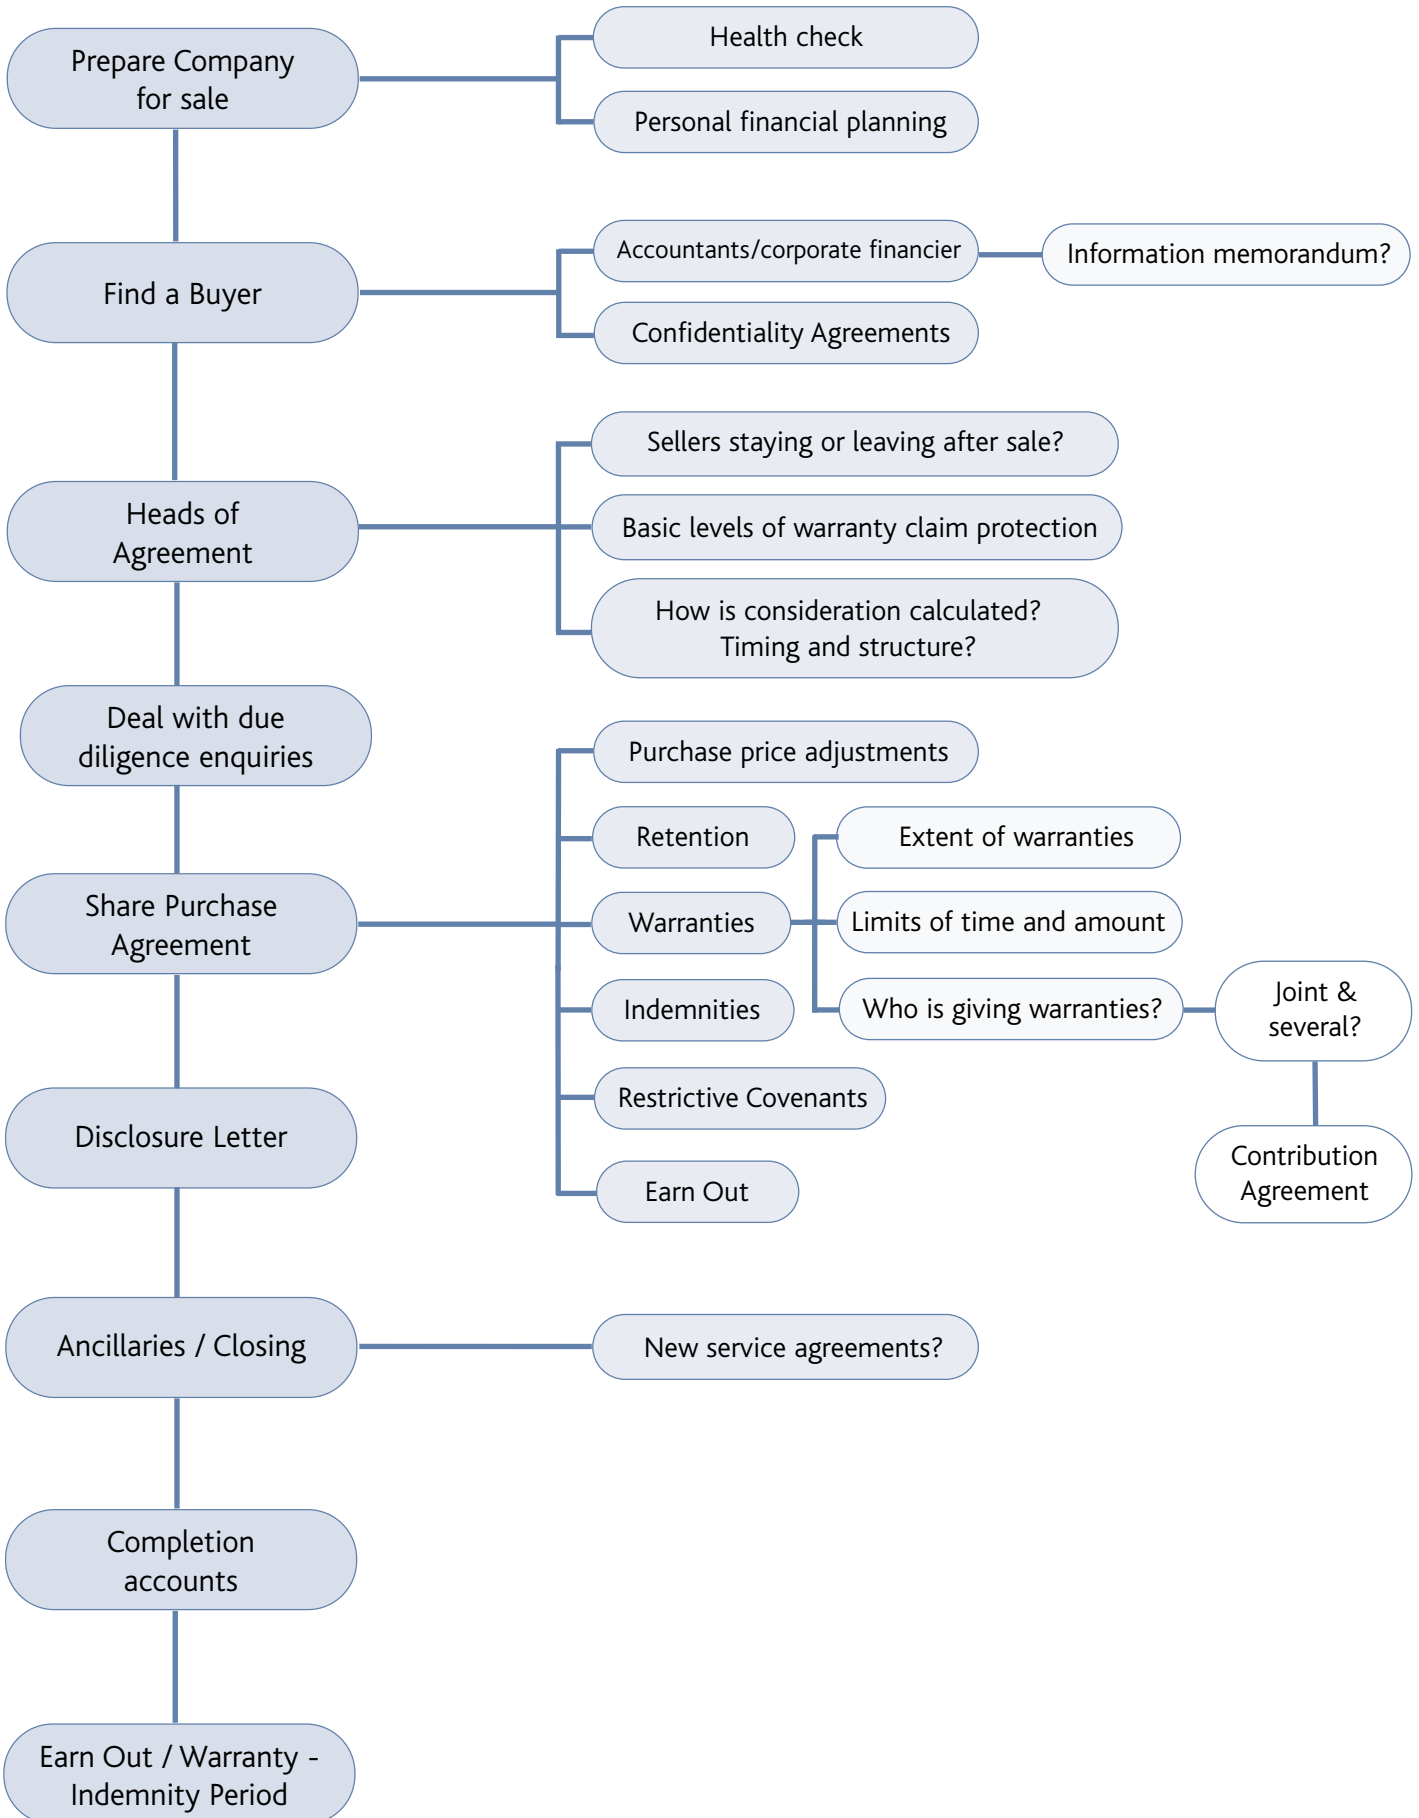 Prepare Company
for sale
Health check
Personal financial planning
Find a Buyer
Accountants/corporate financier
Information memorandum?
Confidentiality Agreements
Heads of
Agreement
Sellers staying or leaving after sale?
Basic levels of warranty claim protection
How is consideration calculated?
Timing and structure?
Deal with due
diligence enquiries
Share Purchase
Agreement
Purchase price adjustments
Retention
Warranties
Extent of warranties
Limits of time and amount
Who is giving warranties?
Joint &
several?
Contribution
Agreement
Indemnities
Restrictive Covenants
Earn Out
Disclosure Letter
Ancillaries / Closing
New service agreements?
Completion
accounts
Earn Out / Warranty -
Indemnity Period